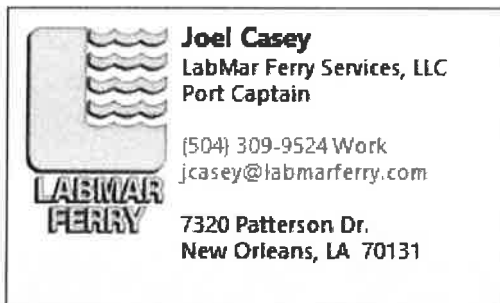 Joel Casey
LabMar Ferry Services, LLC
Port Captain
(504) 309-9524 Work
jcasey@labmarferry.com
LABMAR
FERRY
7320 Patterson Dr.
New Orleans, LA 70131